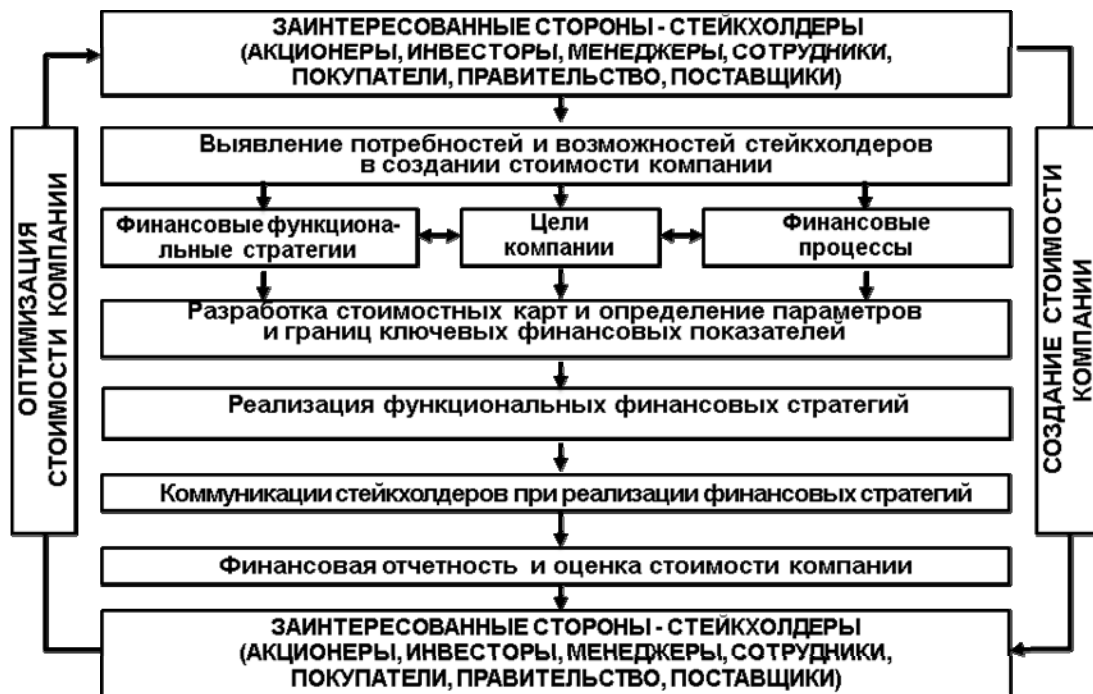 ЗАИНТЕРЕСОВАННЫЕ СТОРОНЫ - СТЕЙКХОЛДЕРЫ
(АКЦИОНЕРЫ, ИНВЕСТОРЫ, МЕНЕДЖЕРЫ, СОТРУДНИКИ,
ПОКУПАТЕЛИ, ПРАВИТЕЛЬСТВО, ПОСТАВЩИКИ)
Выявление потребностей и возможностей стейкхолдеров
в создании стоимости компании
Финансовые функциона-
льные стратегии
Цели
компании
Финансовые
процессы
Разработка стоимостных карт и определение параметров
и границ ключевых финансовых показателей
Реализация функциональных финансовых стратегий
Коммуникации стейкхолдеров при реализации финансовых стратегий
Финансовая отчетность и оценка стоимости компании
ЗАИНТЕРЕСОВАННЫЕ СТОРОНЫ - СТЕЙКХОЛДЕРЫ
(АКЦИОНЕРЫ, ИНВЕСТОРЫ, МЕНЕДЖЕРЫ, СОТРУДНИКИ,
ПОКУПАТЕЛИ, ПРАВИТЕЛЬСТВО, ПОСТАВЩИКИ)
ОПТИМИЗАЦИЯ
СТОИМОСТИ КОМПАНИИ
СОЗДАНИЕ СТОИМОСТИ
КОМПАНИИ